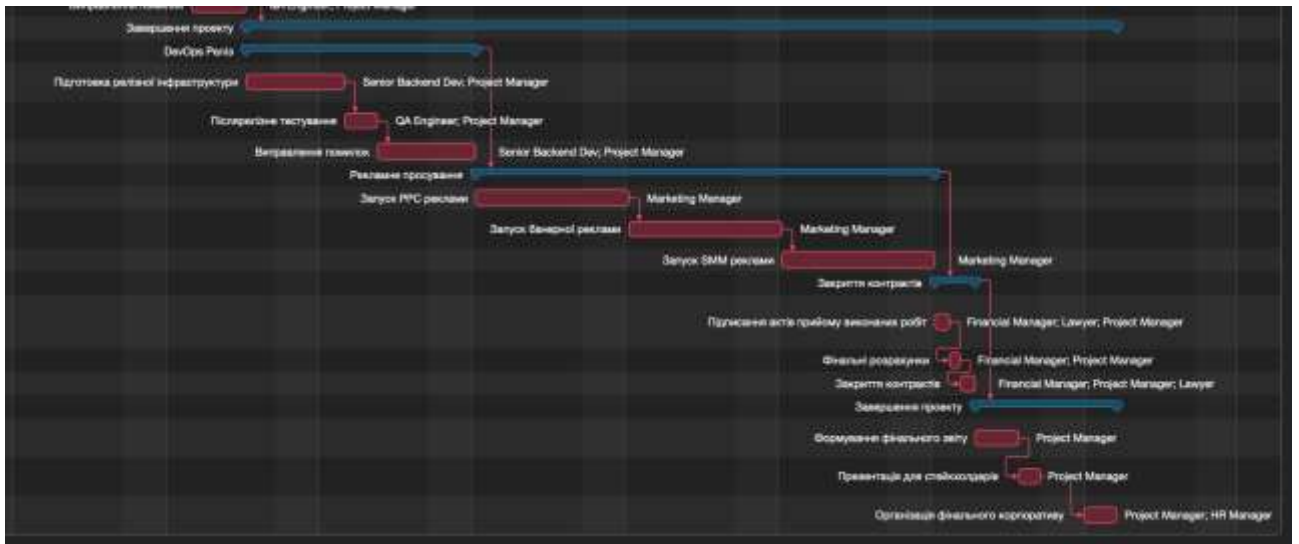 QA Engineer; Project Manager
Завершення проекту
DevOps Реліз
Підготовка релізної інфраструктури Senior Backend Dev; Project Manager
Післярелізне тестування QA Engineer; Project Manager
Виправлення помилок Senior Backend Dev; Project Manager
Рекламне просування
Запуск PPC реклами Marketing Manager
Запуск банерної реклами Marketing Manager
Запуск SMM реклами Marketing Manager
Закриття контрактів
Підписання актів прийому виконаних робіт Financial Manager; Lawyer; Project Manager
Фінальні розрахунки Financial Manager; Project Manager
Закриття контрактів Financial Manager; Project Manager; Lawyer
Завершення проекту
Формування фінального звіту Project Manager
Презентація для стейкхолдерів Project Manager
Організація фінального корпоративу Project Manager; HR Manager